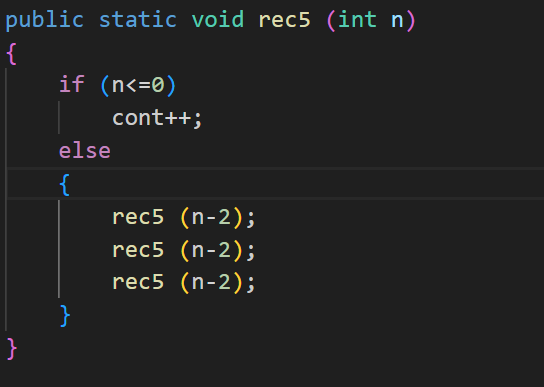 public static void rec5 (int n)
{
    if (n<=0)
        cont++;
    else
    {
        rec5 (n-2);
        rec5 (n-2);
        rec5 (n-2);
    }
}